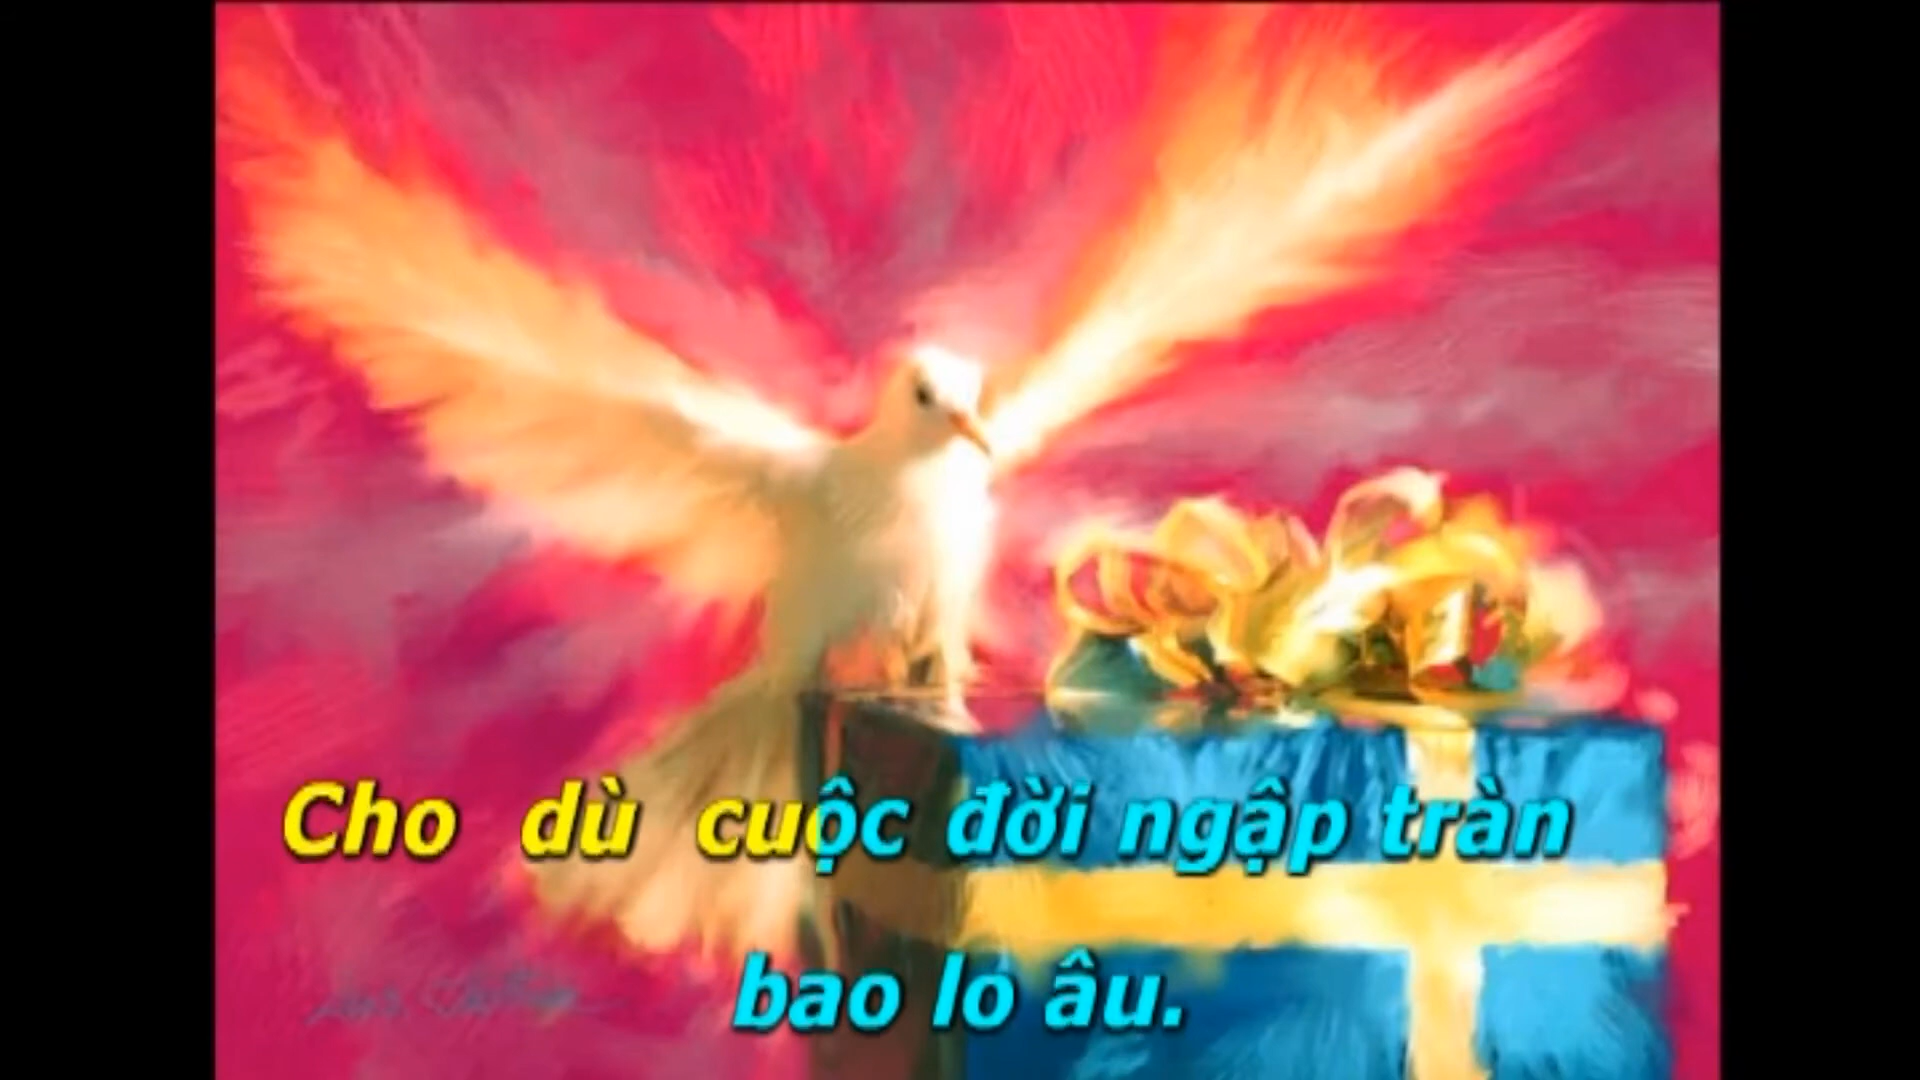 Cho dù cuộc đời ngập tràn
bao lo âu.